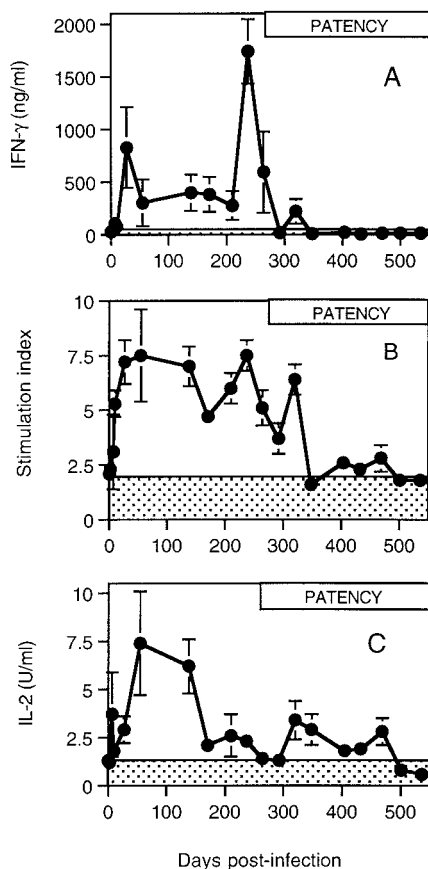 PATENCY
A
IFN-γ (ng/ml)
2000
1500
1000
500
0
0 100 200 300 400 500
PATENCY
B
Stimulation index
10
7.5
5
2.5
0
0 100 200 300 400 500
PATENCY
C
IL-2 (U/ml)
10
7.5
5
2.5
0
0 100 200 300 400 500
Days post-infection